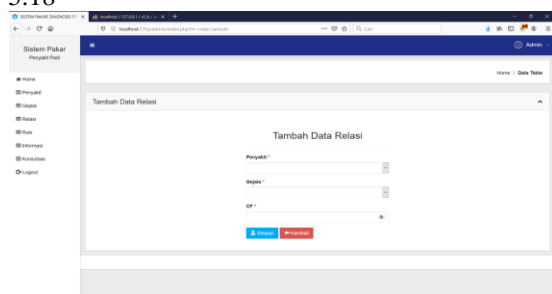 5.18
SISTEM PAKAR DIAGNOSIS
Cari
Sistem Pakar
Penyakit Padi
Admin
Home / Data Table
Home
Penyakit
Gejala
Relasi
Rule
Informasi
Konsultasi
Logout
Tambah Data Relasi
Tambah Data Relasi
Penyakit *
Gejala *
CF *
Simpan
Kembali